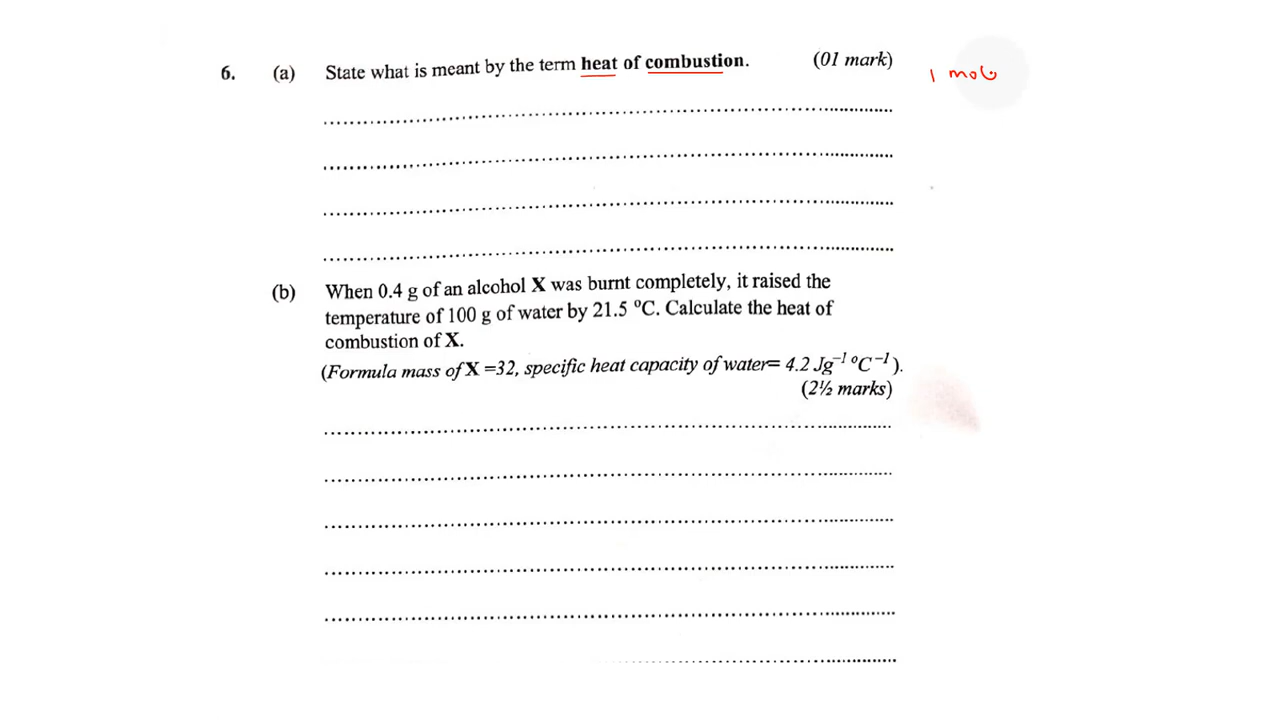 6. (a) State what is meant by the term heat of combustion. (01 mark)
1 mol
(b) When 0.4 g of an alcohol X was burnt completely, it raised the
temperature of 100 g of water by 21.5 ⁰C. Calculate the heat of
combustion of X.
(Formula mass of X =32, specific heat capacity of water= 4.2 Jg⁻¹ ⁰C⁻¹).
(2½ marks)